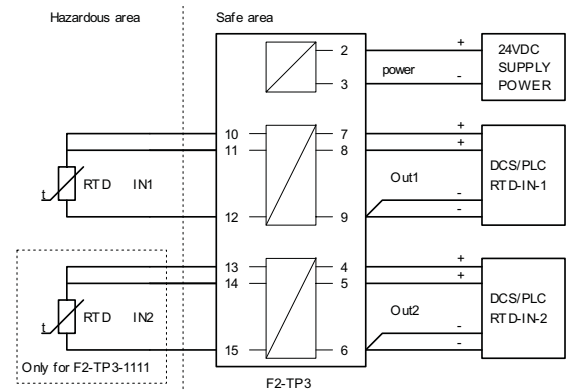 Hazardous area
Safe area
2
+
24VDC
SUPPLY
POWER
3
power
-
10
7
+
11
8
+
DCS/PLC
RTD-IN-1
t
RTD
IN1
Out1
-
12
9
-
13
4
+
14
5
+
DCS/PLC
RTD-IN-2
t
RTD
IN2
Out2
-
15
6
-
Only for F2-TP3-1111
F2-TP3